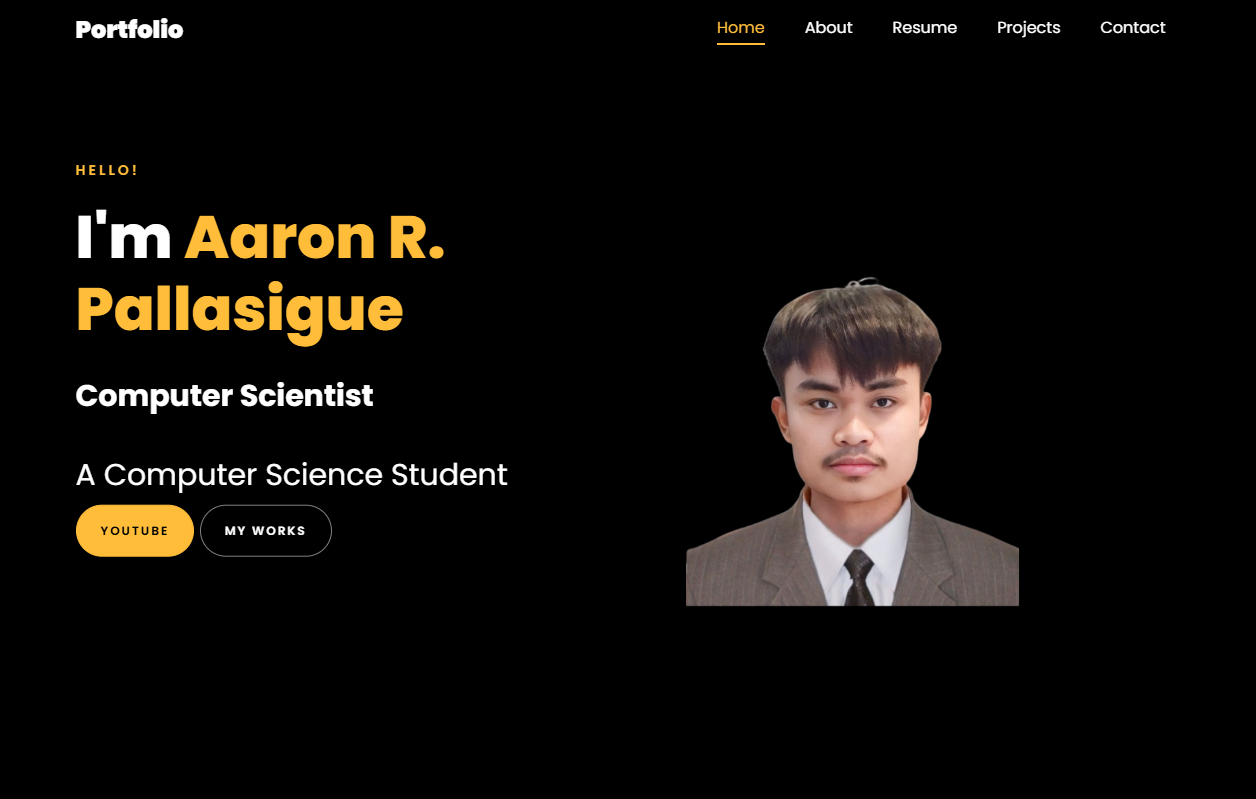 Portfolio
Home About Resume Projects Contact
HELLO!
I'm Aaron R.
Pallasigue
Computer Scientist
A Computer Science Student
YOUTUBE MY WORKS